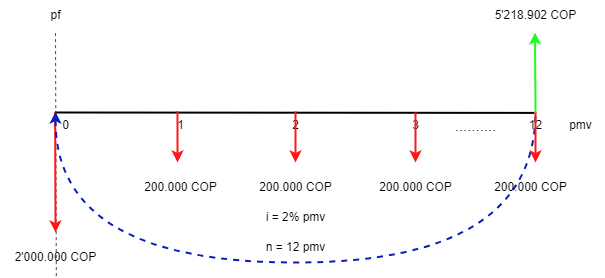 pf
5'218.902 COP
0
1
2
3
..........
12
pmv
200.000 COP
200.000 COP
200.000 COP
200.000 COP
i = 2% pmv
n = 12 pmv
2'000.000 COP